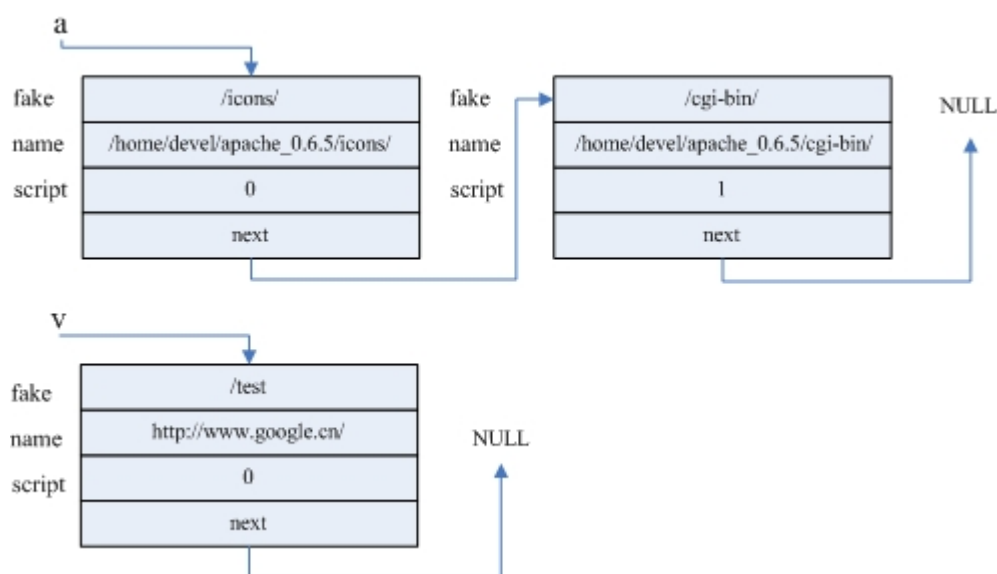 a
fake /icons/ fake /cgi-bin/ NULL
name /home/devel/apache_0.6.5/icons/ name /home/devel/apache_0.6.5/cgi-bin/
script 0 script 1
next next
v
fake /test
name http://www.google.cn/ NULL
script 0
next